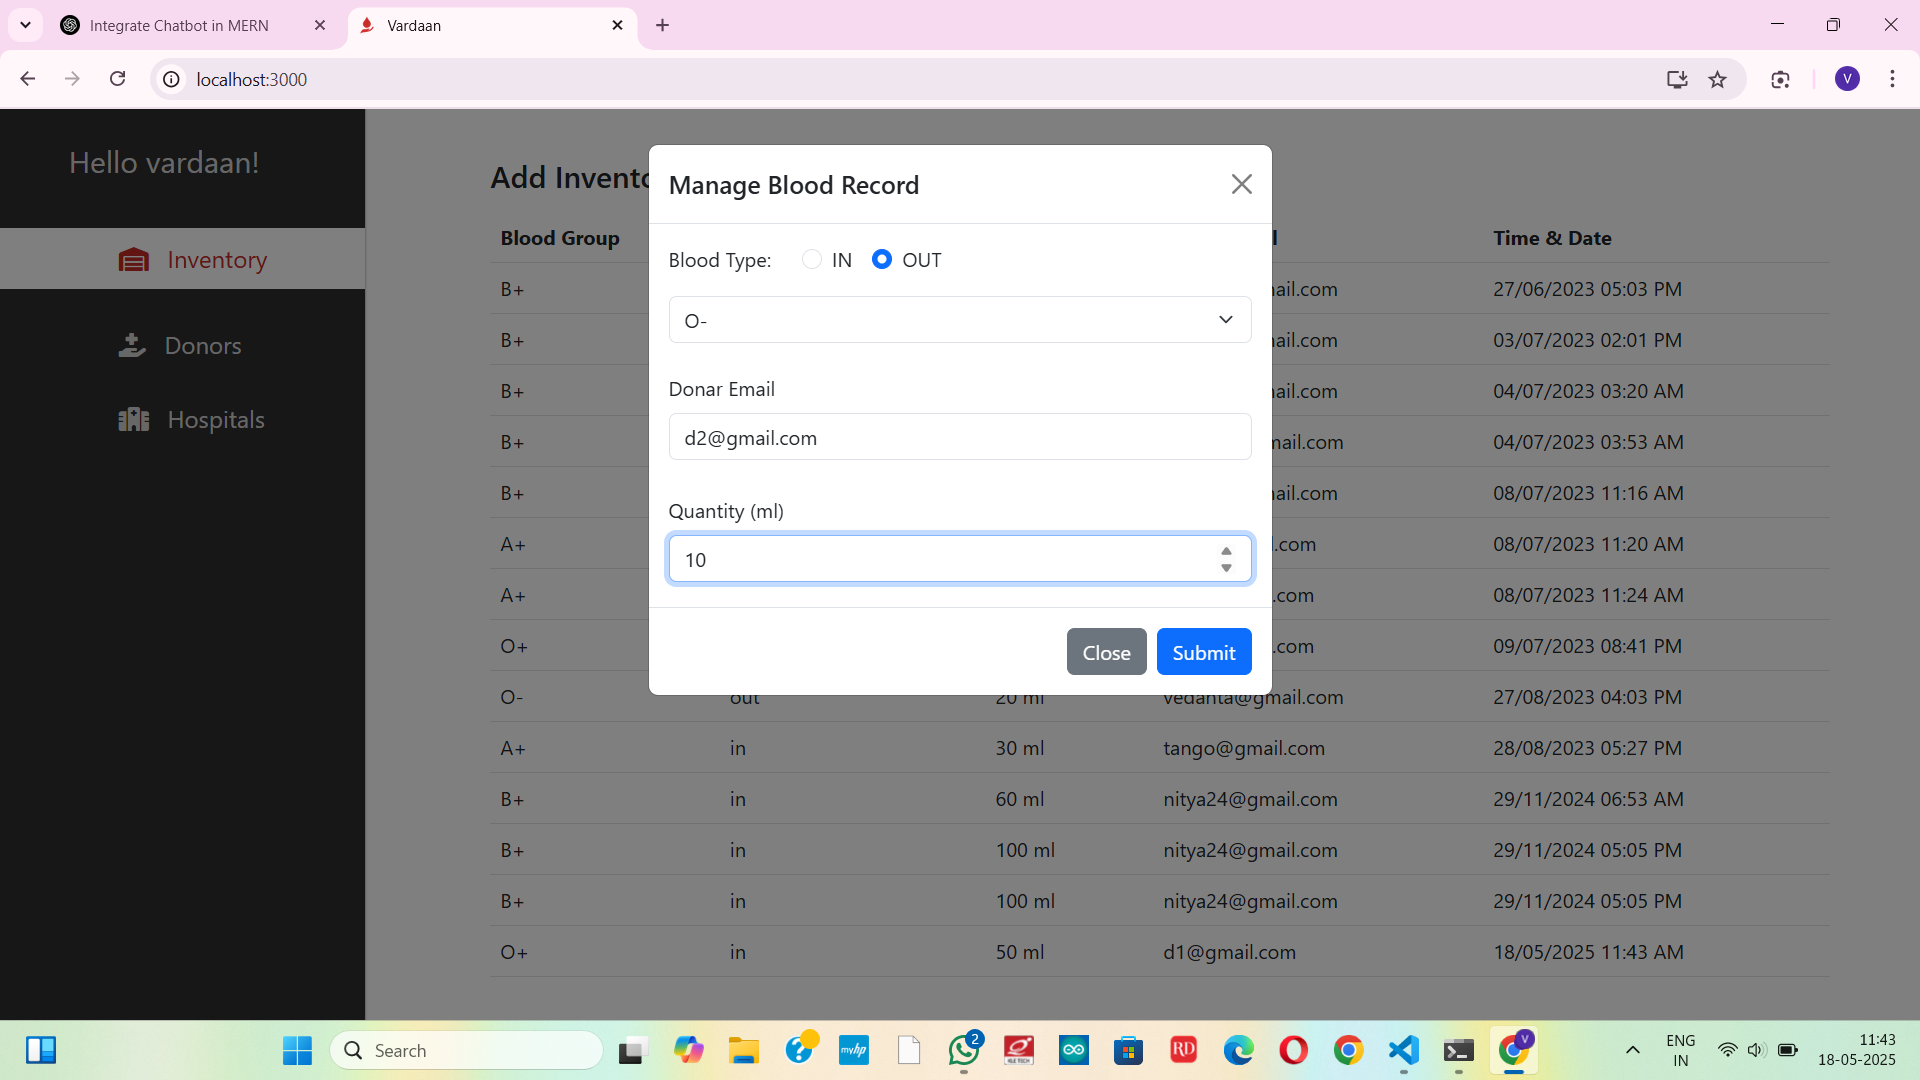 Integrate Chatbot in MERN
Vardaan
localhost:3000
V
Hello vardaan!
Inventory
Donors
Hospitals
Add Invento
Blood Group Time & Date
B+ ail.com 27/06/2023 05:03 PM
B+ ail.com 03/07/2023 02:01 PM
B+ ail.com 04/07/2023 03:20 AM
B+ mail.com 04/07/2023 03:53 AM
B+ ail.com 08/07/2023 11:16 AM
A+ .com 08/07/2023 11:20 AM
A+ .com 08/07/2023 11:24 AM
O+ .com 09/07/2023 08:41 PM
O- out 20 ml vedanta@gmail.com 27/08/2023 04:03 PM
A+ in 30 ml tango@gmail.com 28/08/2023 05:27 PM
B+ in 60 ml nitya24@gmail.com 29/11/2024 06:53 AM
B+ in 100 ml nitya24@gmail.com 29/11/2024 05:05 PM
B+ in 100 ml nitya24@gmail.com 29/11/2024 05:05 PM
O+ in 50 ml d1@gmail.com 18/05/2025 11:43 AM
Manage Blood Record
Blood Type: IN OUT
O-
Donar Email
d2@gmail.com
Quantity (ml)
10
Close Submit
Search
myhp
2
RD
V
ENG
IN
11:43
18-05-2025